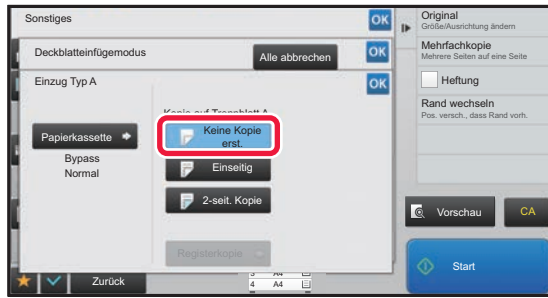 Sonstiges
OK
Deckblatteinfügemodus
Alle abbrechen
OK
Einzug Typ A
OK
Kopie auf Trennblatt A
Papierkassette
Bypass
Normal
Keine Kopie
erst.
Einseitig
2-seit. Kopie
Registerkopie
Zurück
3 A4
4 A4
Original
Größe/Ausrichtung ändern
Mehrfachkopie
Mehrere Seiten auf eine Seite
Heftung
Rand wechseln
Pos. versch., dass Rand vorh.
Vorschau
CA
Start